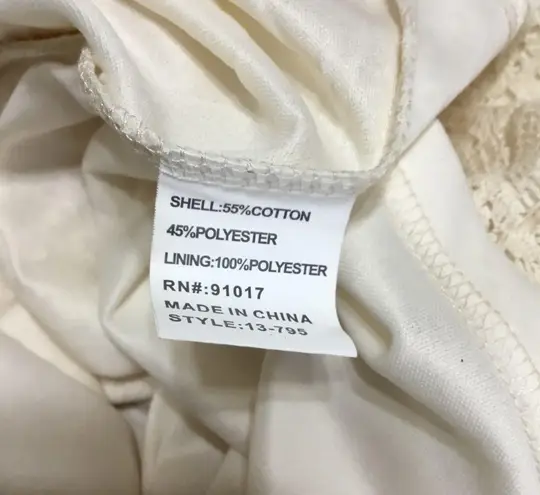 SHELL:55%COTTON
45%POLYESTER
LINING:100%POLYESTER
RN#:91017
MADE IN CHINA
STYLE:13-795